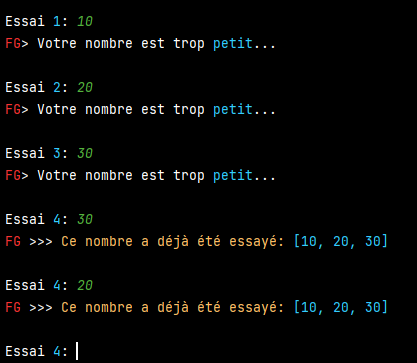 Essai 1: 10
FG> Votre nombre est trop petit...
Essai 2: 20
FG> Votre nombre est trop petit...
Essai 3: 30
FG> Votre nombre est trop petit...
Essai 4: 30
FG >>> Ce nombre a déjà été essayé: [10, 20, 30]
Essai 4: 20
FG >>> Ce nombre a déjà été essayé: [10, 20, 30]
Essai 4: